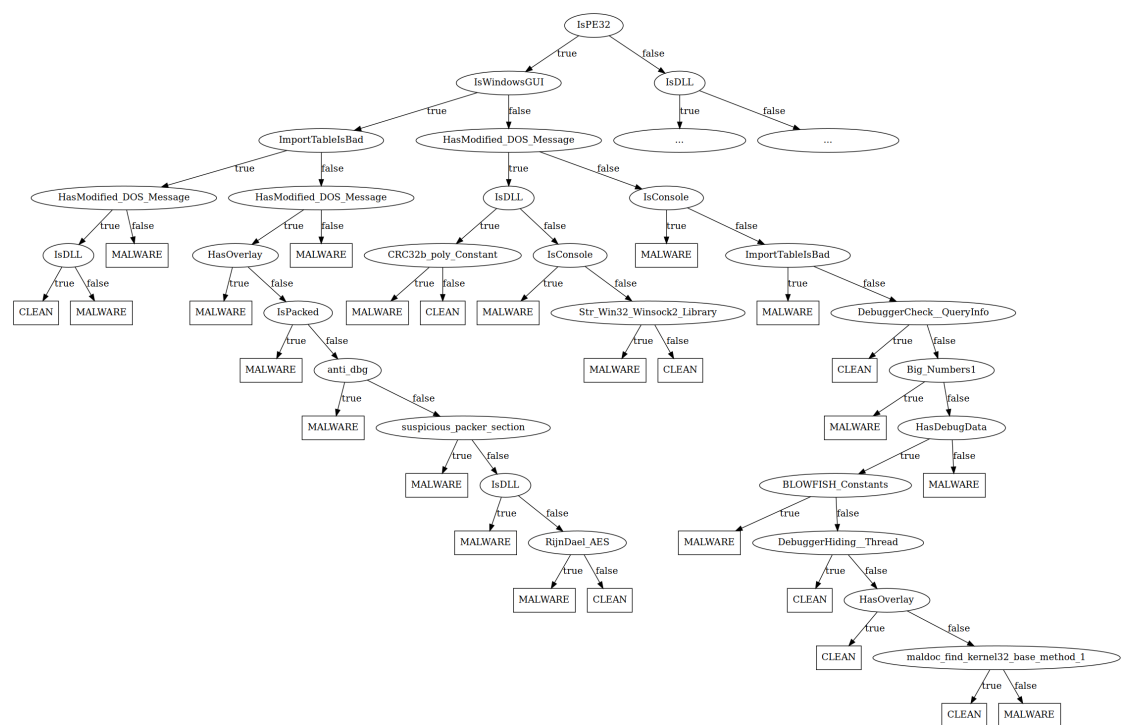 IsPE32
true false
IsWindowsGUI IsDLL
true false true false
ImportTableIsBad HasModified_DOS_Message ... ...
true false true false
HasModified_DOS_Message HasModified_DOS_Message IsDLL IsConsole
true false true false true false true false
IsDLL MALWARE HasOverlay MALWARE CRC32b_poly_Constant IsConsole MALWARE ImportTableIsBad
true false true false true false true false true false
CLEAN MALWARE MALWARE IsPacked MALWARE CLEAN MALWARE Str_Win32_Winsock2_Library MALWARE DebuggerCheck__QueryInfo
true false true false true false
MALWARE anti_dbg MALWARE CLEAN CLEAN Big_Numbers1
true false true false
MALWARE suspicious_packer_section MALWARE HasDebugData
true false true false
MALWARE IsDLL BLOWFISH_Constants MALWARE
true false true false
MALWARE RijnDael_AES MALWARE DebuggerHiding__Thread
true false true false
MALWARE CLEAN CLEAN HasOverlay
true false
CLEAN maldoc_find_kernel32_base_method_1
true false
CLEAN MALWARE